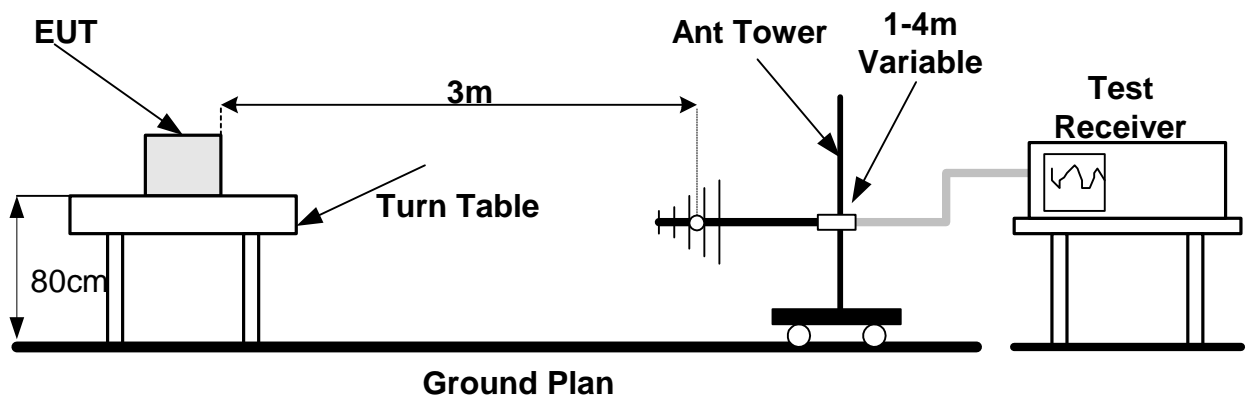 EUT
Ant Tower
1-4m
Variable
3m
Test
Receiver
Turn Table
80cm
Ground Plan